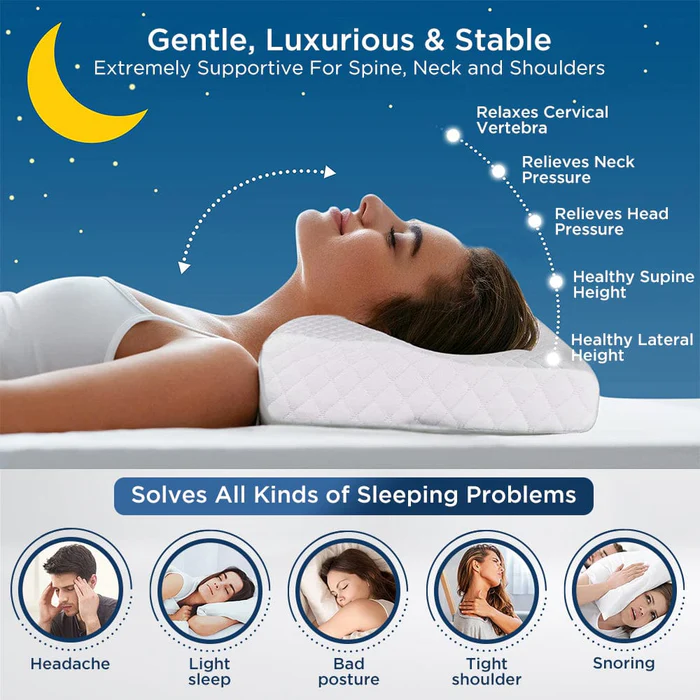 Gentle, Luxurious & Stable
Extremely Supportive For Spine, Neck and Shoulders
Relaxes Cervical
Vertebra
Relieves Neck
Pressure
Relieves Head
Pressure
Healthy Supine
Height
Healthy Lateral
Height
Solves All Kinds of Sleeping Problems
Headache
Light
sleep
Bad
posture
Tight
shoulder
Snoring